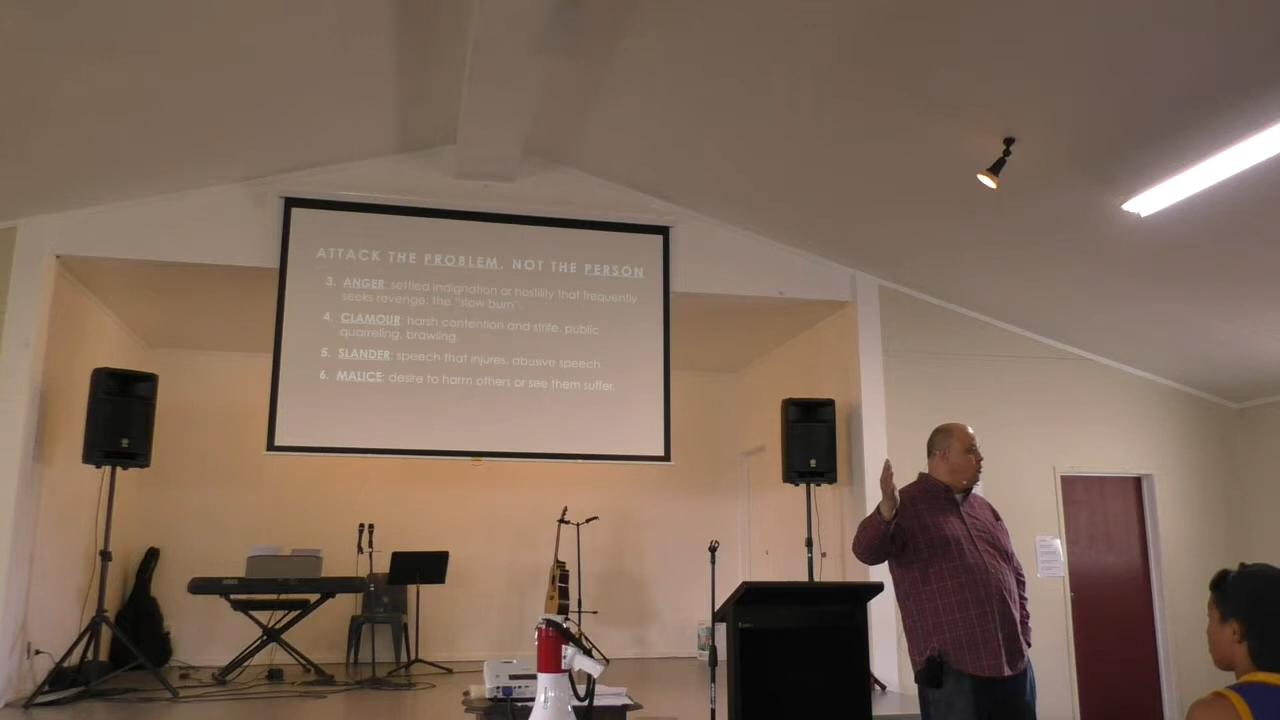 ATTACK THE PROBLEM, NOT THE PERSON
3. ANGER: settled indignation or hostility that frequently
seeks revenge; the "slow burn".
4. CLAMOUR: harsh contention and strife, public
quarreling, brawling.
5. SLANDER: speech that injures, abusive speech.
6. MALICE: desire to harm others or see them suffer.